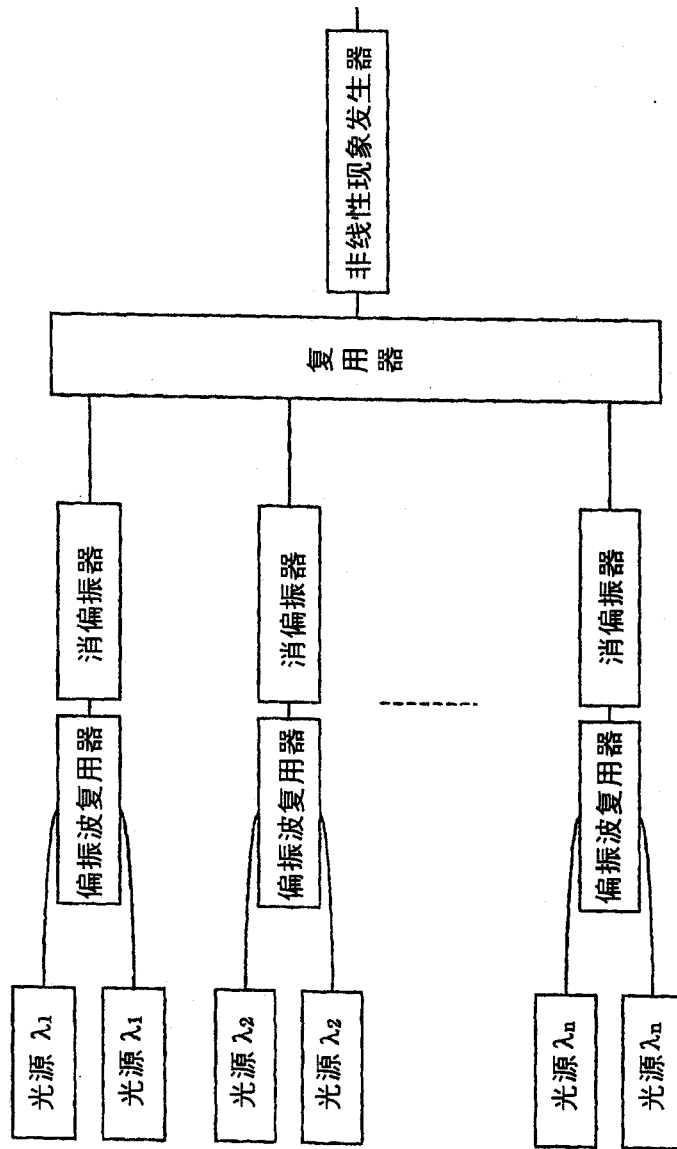 非线性现象发生器
复用器
消偏振器
消偏振器
消偏振器
偏振波复用器
偏振波复用器
偏振波复用器
光源 λ1
光源 λ1
光源 λ2
光源 λ2
光源 λn
光源 λn